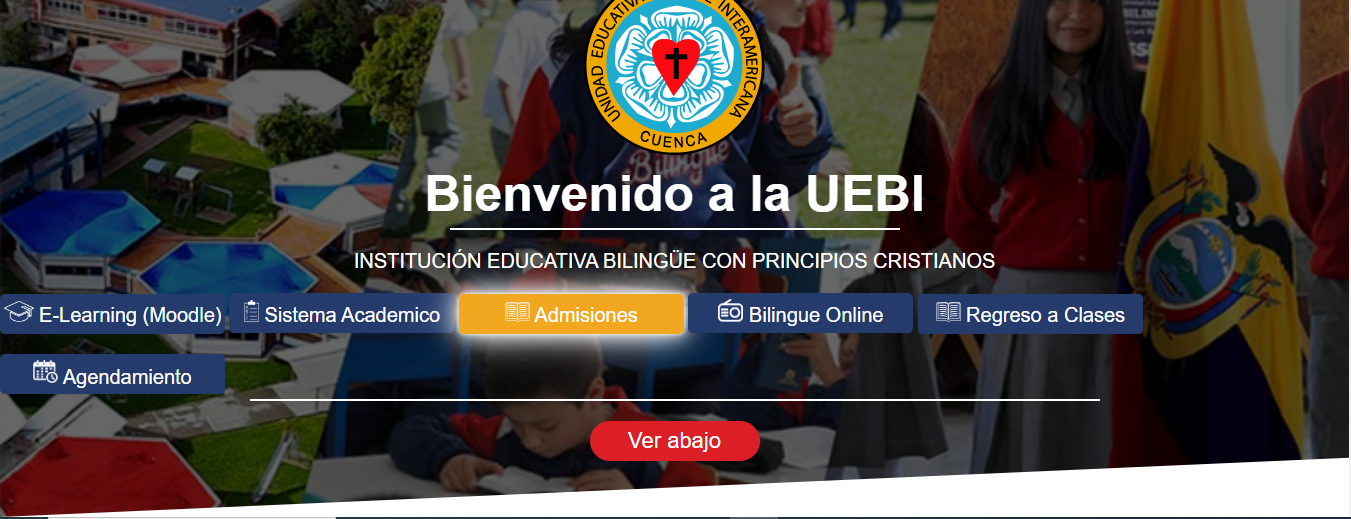 UNIDAD EDUCATIVA
INTERAMERICANA
CUENCA
Bilingüe
Bienvenido a la UEBI
INSTITUCIÓN EDUCATIVA BILINGÜE CON PRINCIPIOS CRISTIANOS
E-Learning (Moodle) Sistema Academico Admisiones Bilingue Online Regreso a Clases
Agendamiento
Ver abajo